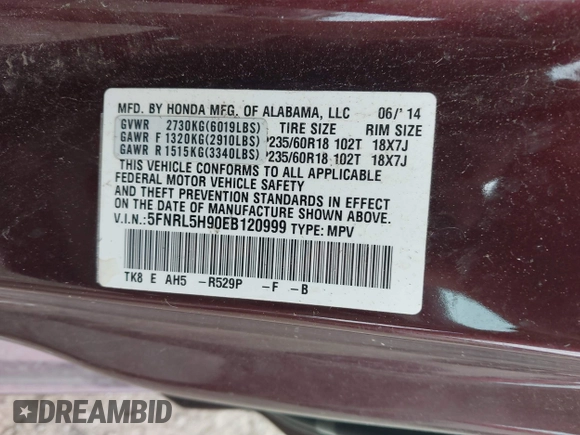 MFD. BY HONDA MFG. OF ALABAMA, LLC 06/'14
GVWR 2730KG(6019LBS) TIRE SIZE RIM SIZE
GAWR F 1320KG(2910LBS) P235/60R18 102T 18X7J
GAWR R 1515KG(3340LBS) P235/60R18 102T 18X7J
THIS VEHICLE CONFORMS TO ALL APPLICABLE
FEDERAL MOTOR VEHICLE SAFETY
AND THEFT PREVENTION STANDARDS IN EFFECT
ON THE DATE OF MANUFACTURE SHOWN ABOVE.
V.I.N.:5FNRL5H90EB120999 TYPE: MPV
TK8 E AH5 -R529P -F -B
DREAMBID